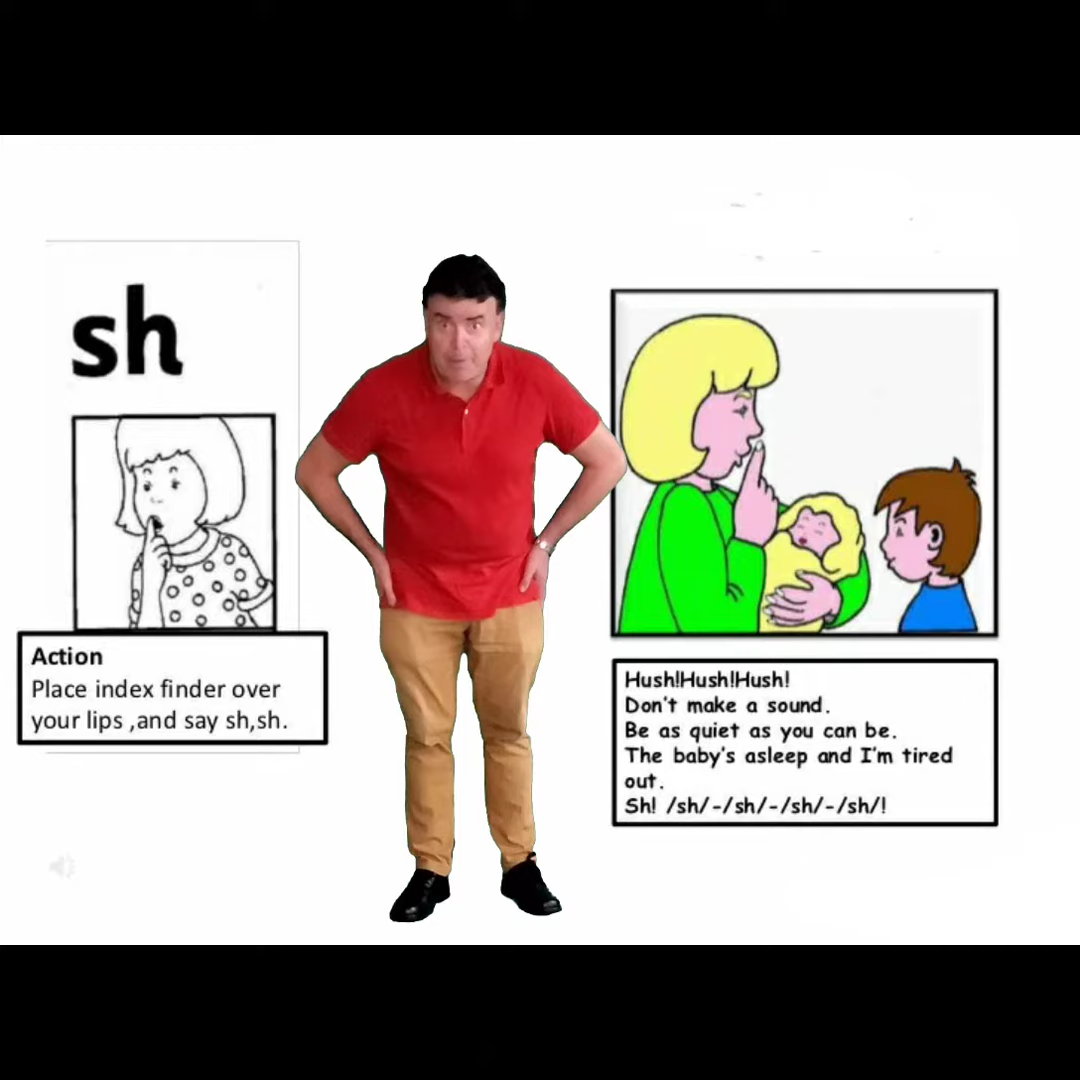 sh
Action
Place index finder over
your lips ,and say sh,sh.
Hush!Hush!Hush!
Don't make a sound.
Be as quiet as you can be.
The baby's asleep and I'm tired
out.
Sh! /sh/-/sh/-/sh/-/sh/!